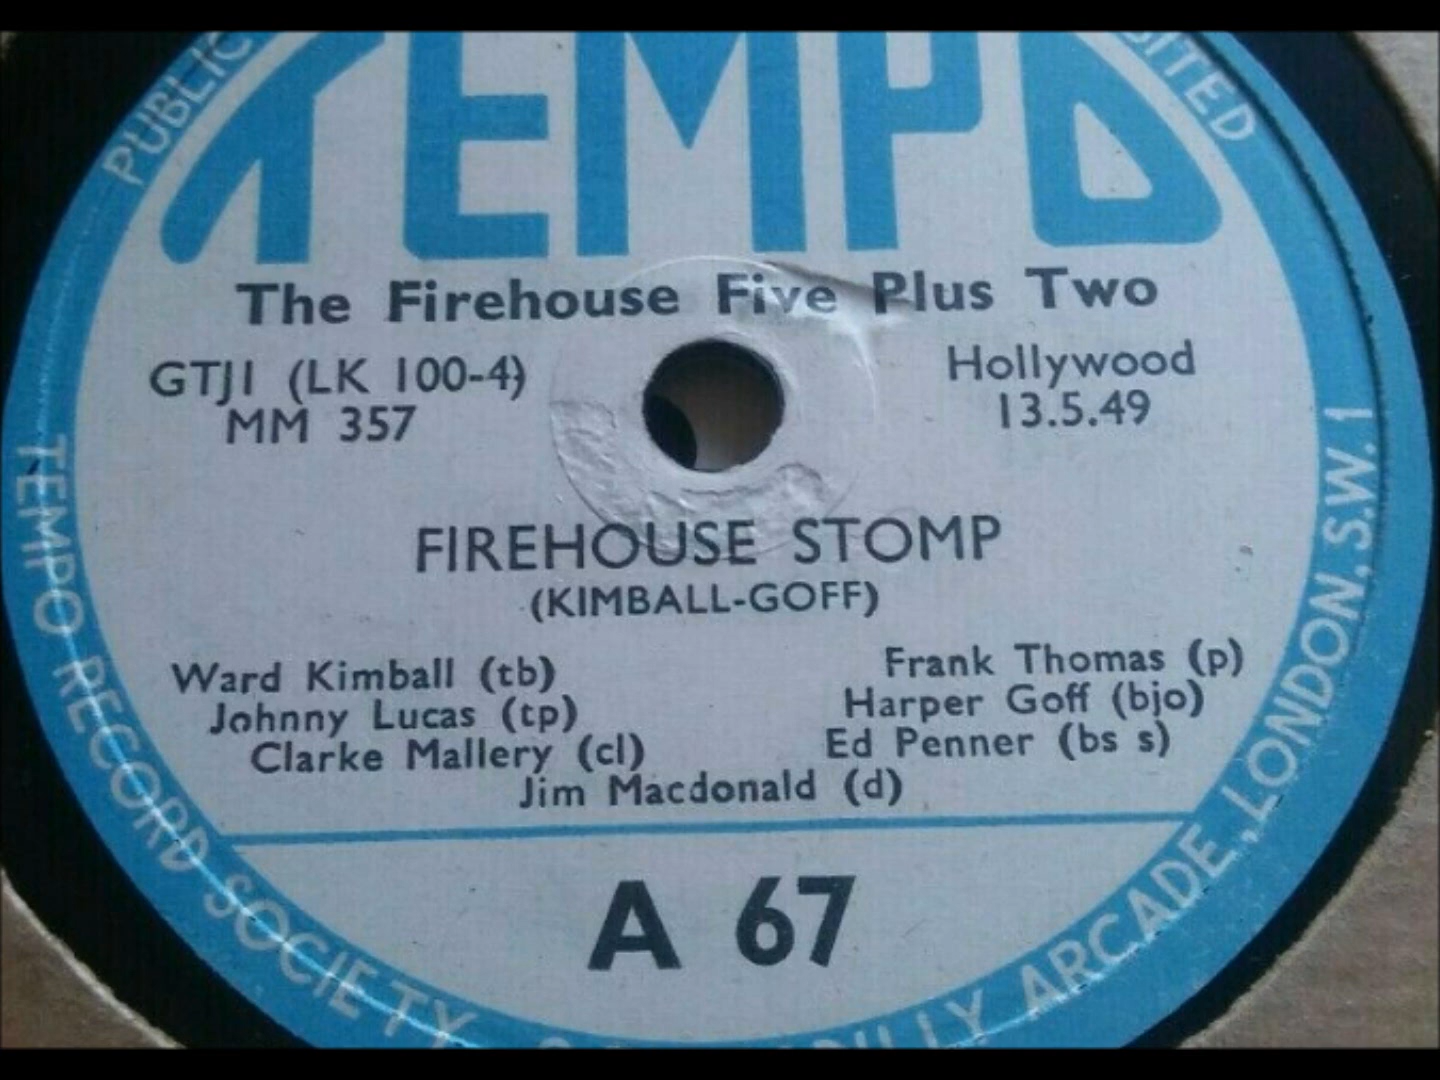 PUBLIC
TEMPO
The Firehouse Five Plus Two
GTJ1 (LK 100-4)
MM 357
Hollywood
13.5.49
FIREHOUSE STOMP
(KIMBALL-GOFF)
Ward Kimball (tb)
Johnny Lucas (tp)
Clarke Mallery (cl)
Frank Thomas (p)
Harper Goff (bjo)
Ed Penner (bs s)
Jim Macdonald (d)
A 67
TEMPO RECORD SOCIETY
ARCADE, LONDON, S.W.1